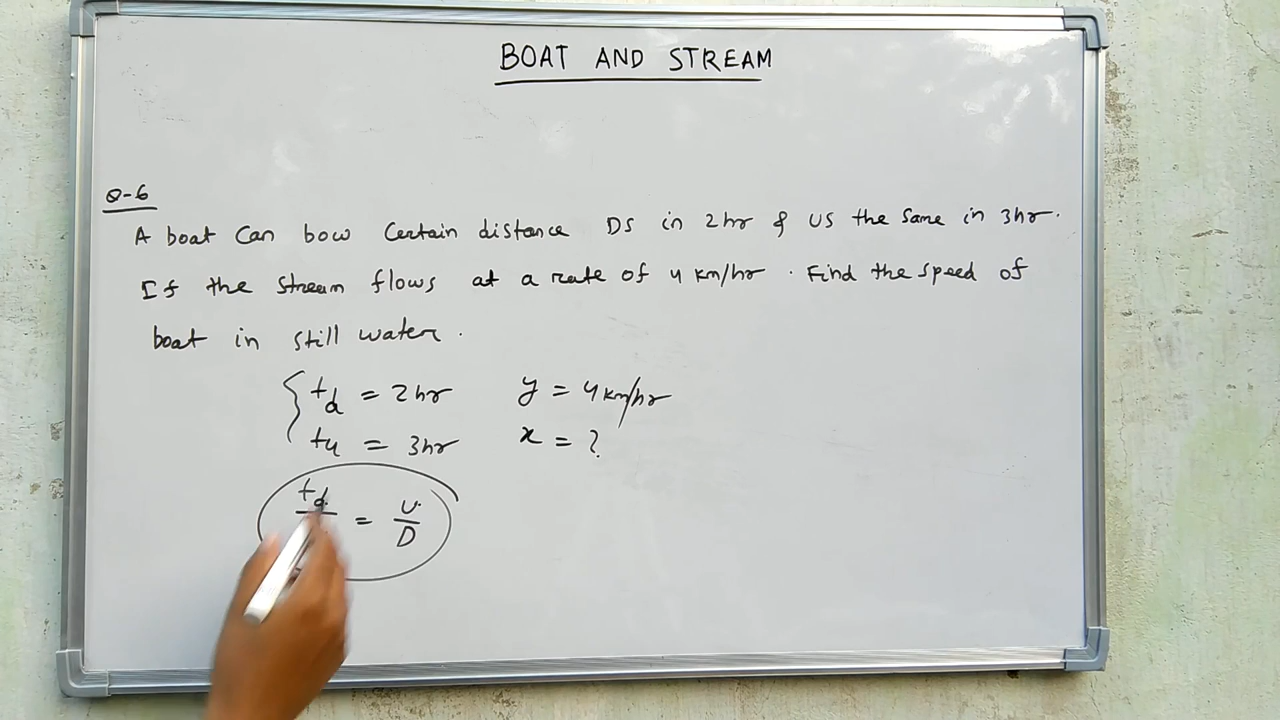 BOAT AND STREAM
Q-6
A boat Can bow Certain distance DS in 2hr & US the Same in 3hr.
If the Stream flows at a rate of 4 km/hr . Find the Speed of
boat in still water .
td = 2hr y = 4km/hr
tu = 3hr x = ?
td = U
D